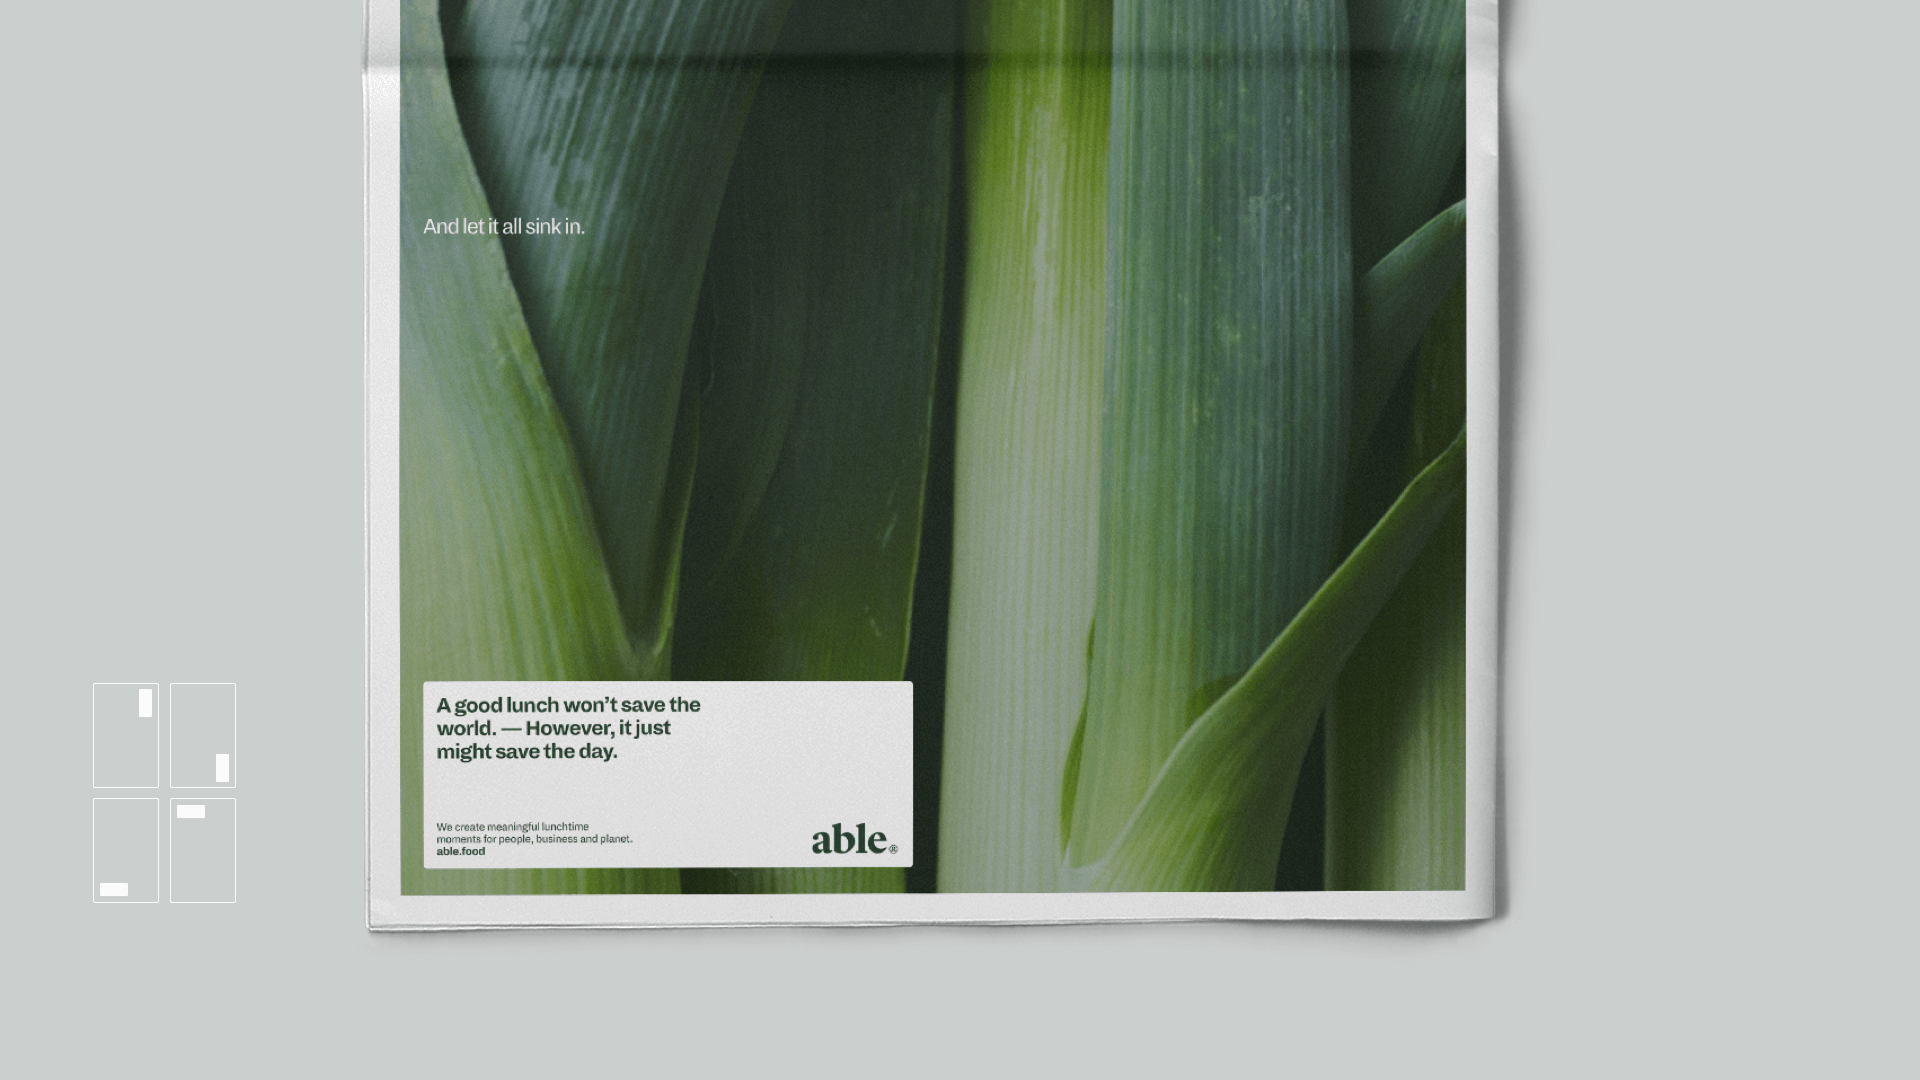 And let it all sink in.
A good lunch won’t save the
world. — However, it just
might save the day.
We create meaningful lunchtime
moments for people, business and planet.
able.food
able®